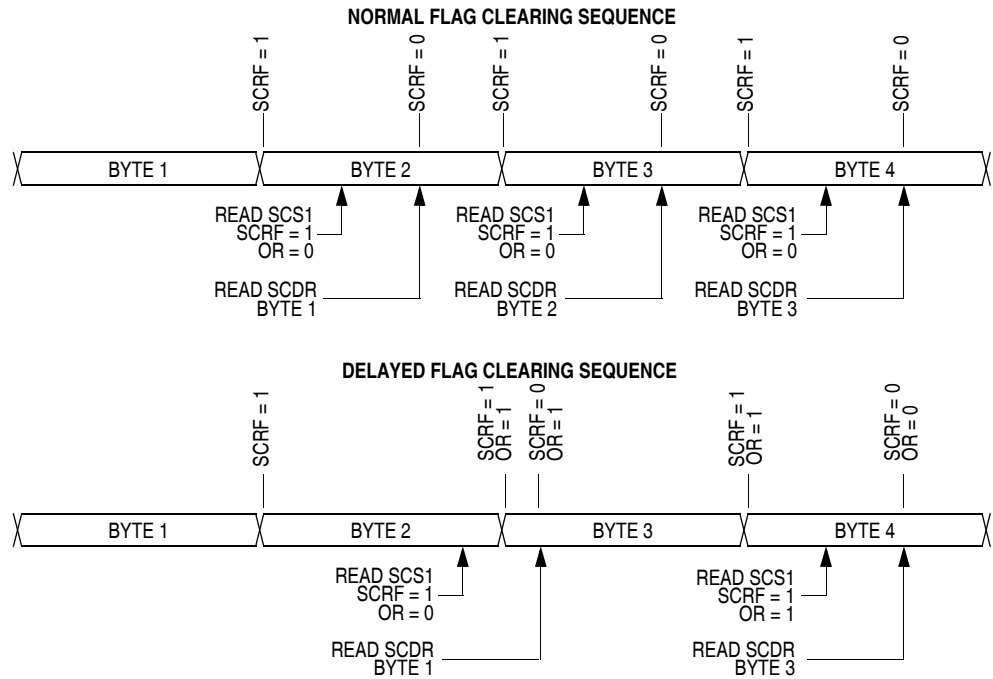 NORMAL FLAG CLEARING SEQUENCE
SCRF = 1
SCRF = 0
SCRF = 1
SCRF = 0
SCRF = 1
SCRF = 0
BYTE 1
BYTE 2
BYTE 3
BYTE 4
READ SCS1
SCRF = 1
OR = 0
READ SCS1
SCRF = 1
OR = 0
READ SCS1
SCRF = 1
OR = 0
READ SCDR
BYTE 1
READ SCDR
BYTE 2
READ SCDR
BYTE 3
DELAYED FLAG CLEARING SEQUENCE
SCRF = 1
SCRF = 1
OR = 1
SCRF = 0
OR = 1
SCRF = 1
OR = 1
SCRF = 0
OR = 0
BYTE 1
BYTE 2
BYTE 3
BYTE 4
READ SCS1
SCRF = 1
OR = 0
READ SCS1
SCRF = 1
OR = 1
READ SCDR
BYTE 1
READ SCDR
BYTE 3